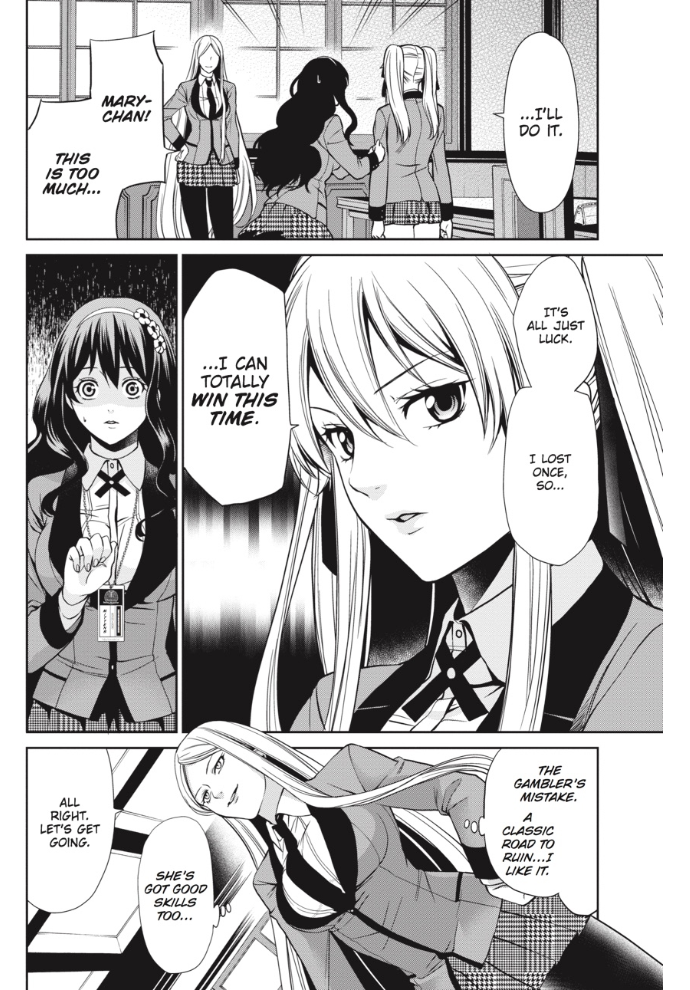 ...I'LL
DO IT.
MARY-
CHAN!
THIS
IS TOO
MUCH...
IT'S
ALL JUST
LUCK.
I LOST
ONCE,
SO...
...I CAN
TOTALLY
WIN THIS
TIME.
THE
GAMBLER'S
MISTAKE.
A
CLASSIC
ROAD TO
RUIN...I
LIKE IT.
SHE'S
GOT GOOD
SKILLS
TOO...
ALL
RIGHT.
LET'S GET
GOING.